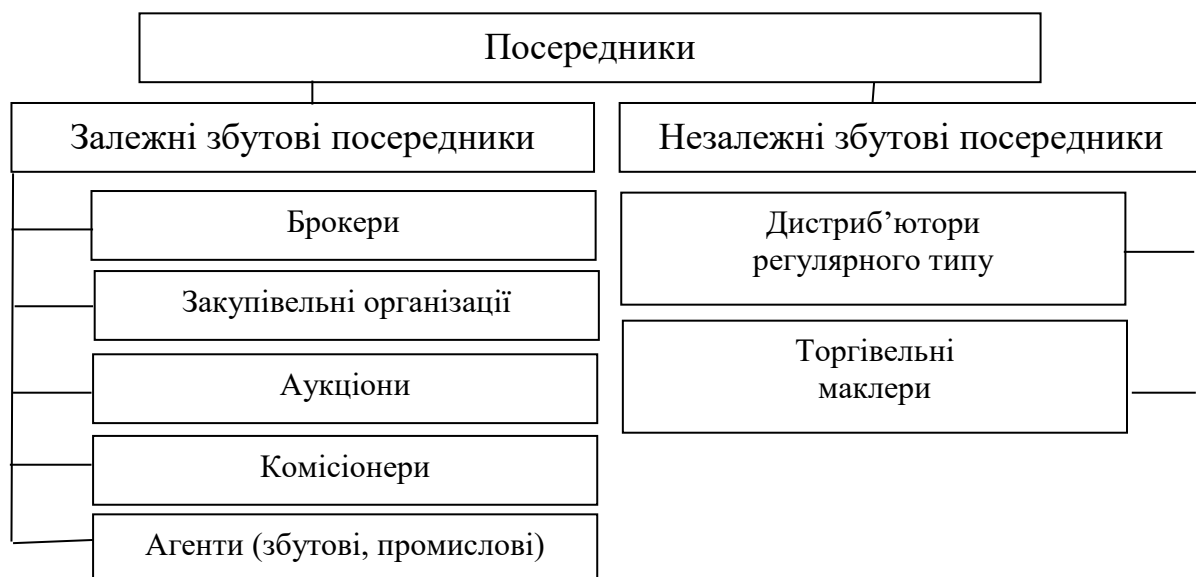 Посередники
Залежні збутові посередники
Незалежні збутові посередники
Брокери
Закупівельні організації
Аукціони
Комісіонери
Агенти (збутові, промислові)
Дистриб’ютори
регулярного типу
Торгівельні
маклери